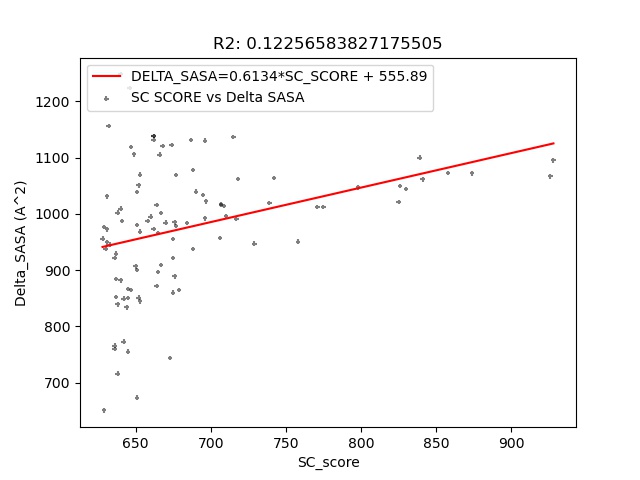 R2: 0.12256583827175505
DELTA_SASA=0.6134*SC_SCORE + 555.89
SC SCORE vs Delta SASA
Delta_SASA (A^2)
1200
1100
1000
900
800
700
650 700 750 800 850 900
SC_score